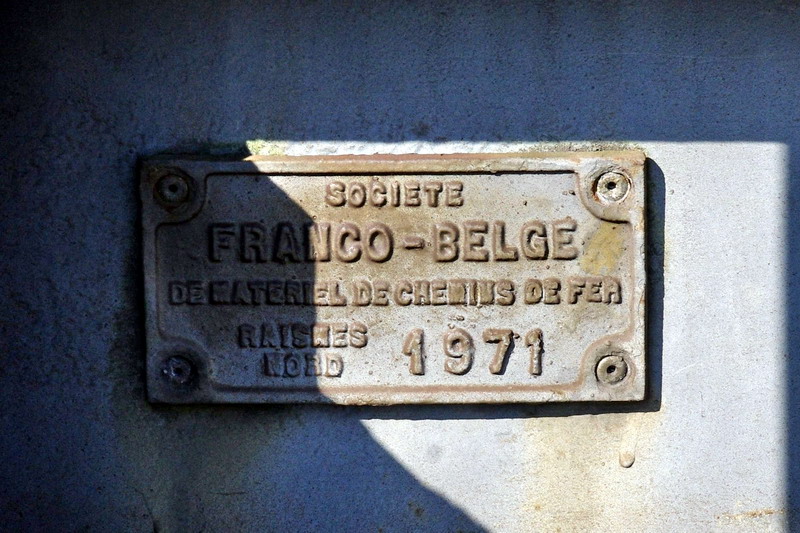 SOCIETE
FRANCO-BELGE
DE MATERIEL DE CHEMINS DE FER
RAISMES
NORD
1971